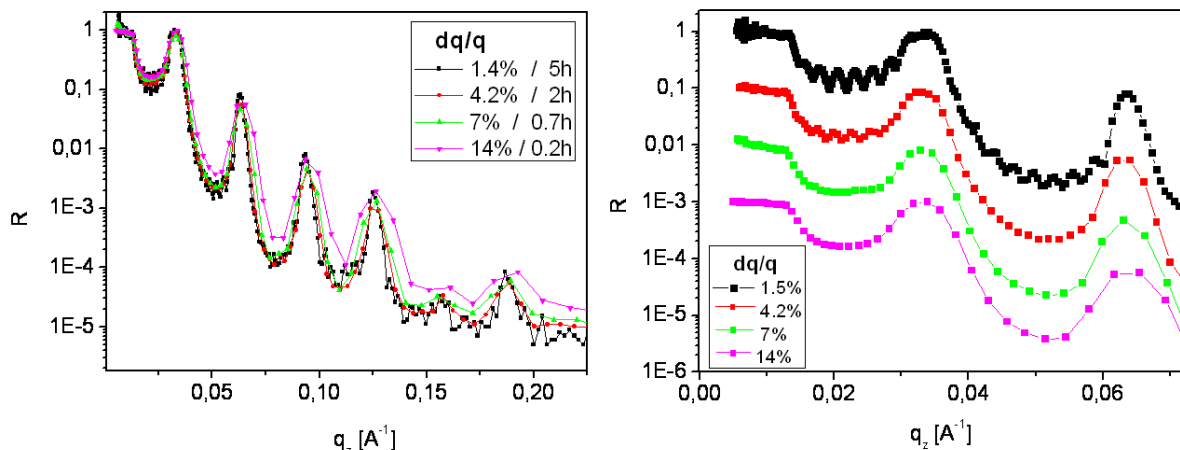 1
0,1
0,01
1E-3
1E-4
1E-5
R
0,05
0,10
0,15
0,20
q_z [A^-1]
dq/q
1.4% / 5h
4.2% / 2h
7% / 0.7h
14% / 0.2h
1
0,1
0,01
1E-3
1E-4
1E-5
1E-6
R
0,00
0,02
0,04
0,06
q_z [A^-1]
dq/q
1.5%
4.2%
7%
14%